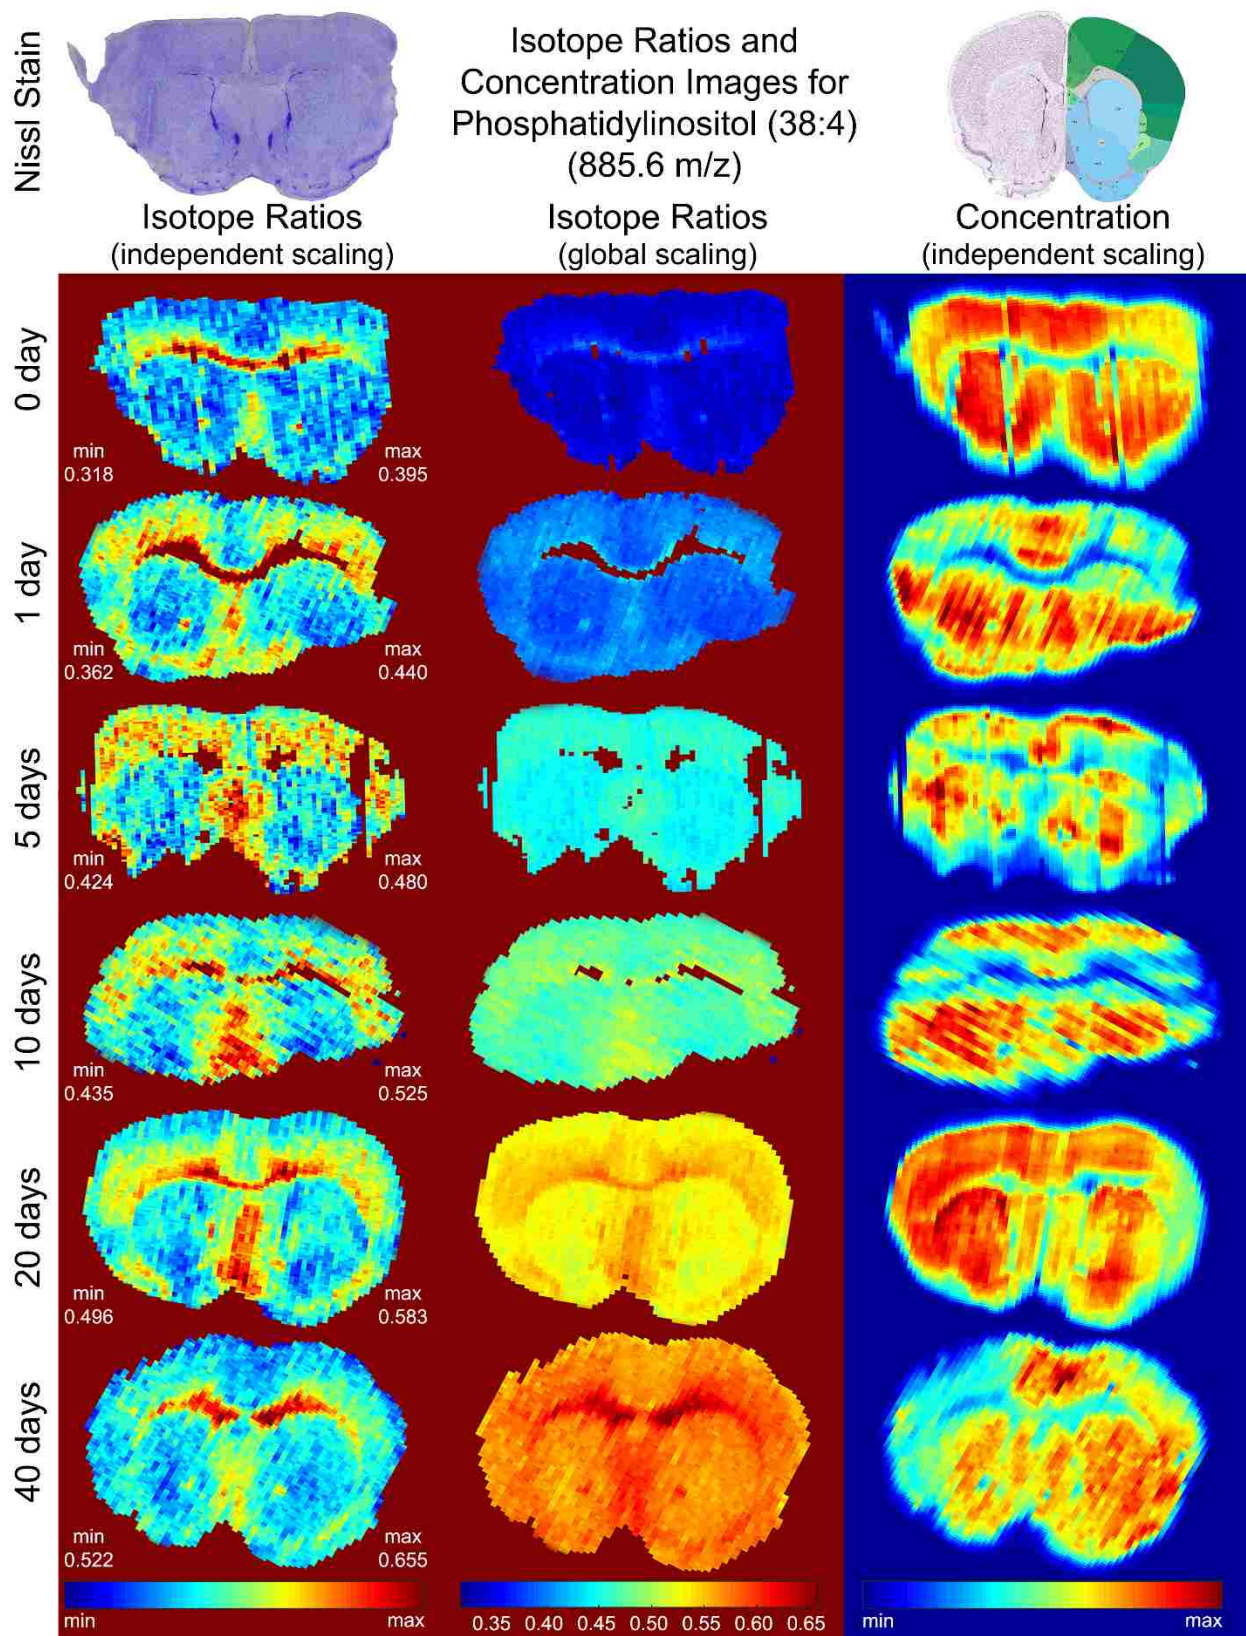 Nissl Stain
Isotope Ratios and
Concentration Images for
Phosphatidylinositol (38:4)
(885.6 m/z)
Isotope Ratios
(independent scaling)
Isotope Ratios
(global scaling)
Concentration
(independent scaling)
0 day
min
0.318
max
0.395
1 day
min
0.362
max
0.440
5 days
min
0.424
max
0.480
10 days
min
0.435
max
0.525
20 days
min
0.496
max
0.583
40 days
min
0.522
max
0.655
min
max
0.35 0.40 0.45 0.50 0.55 0.60 0.65
min
max